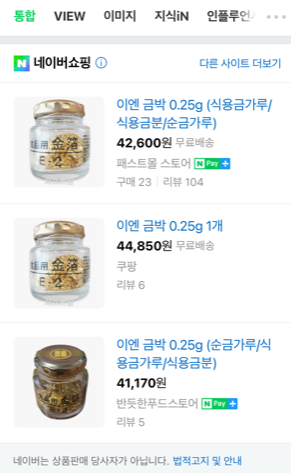 통합 VIEW 이미지 지식iN 인플루언
N 네이버쇼핑
다른 사이트 더보기
이엔 금박 0.25g (식용금가루/
식용금분/순금가루)
42,600원 무료배송
패스트몰 스토어 N Pay +
구매 23 리뷰 104
이엔 금박 0.25g 1개
44,850원 무료배송
쿠팡
리뷰 6
이엔 금박 0.25g (순금가루/식
용금가루/식용금분)
41,170원
반듯한푸드스토어 N Pay +
리뷰 5
金箔
E-2
金箔
E-2
네이버는 상품판매 당사자가 아닙니다. 법적고지 및 안내